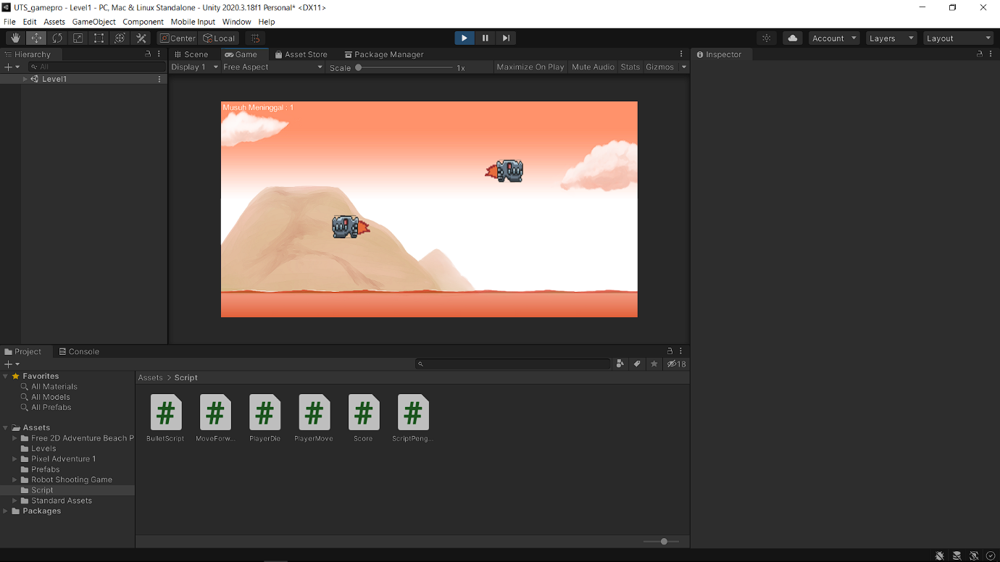 UTS_gamepro - Level1 - PC, Mac & Linux Standalone - Unity 2020.3.18f1 Personal* <DX11>
File Edit Assets GameObject Component Mobile Input Window Help
Center Local Account Layers Layout
Hierarchy
All
Level1
Scene Game Asset Store Package Manager
Display 1 Free Aspect Scale 1x Maximize On Play Mute Audio Stats Gizmos
Musuh Meninggal : 1
Inspector
Project Console
18
Favorites
All Materials
All Models
All Prefabs
Assets
Free 2D Adventure Beach P
Levels
Pixel Adventure 1
Prefabs
Robot Shooting Game
Script
Standard Assets
Packages
Assets > Script
# # # # # #
BulletScript MoveForw... PlayerDie PlayerMove Score ScriptPeng...